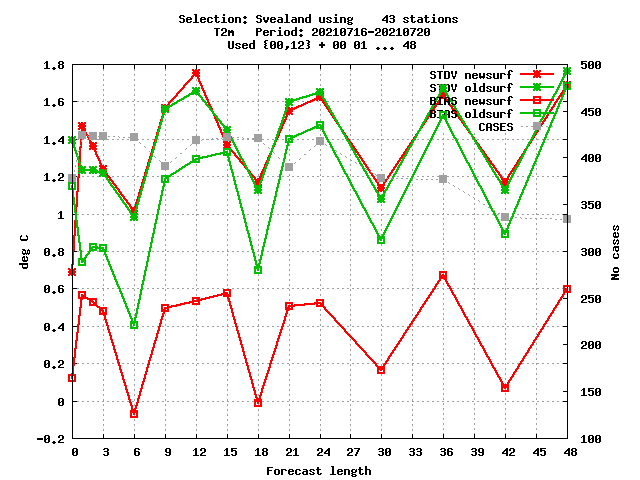 Selection: Svealand using    43 stations
T2m   Period: 20210716-20210720
Used {00,12} + 00 01 ... 48
STDV newsurf
STDV oldsurf
BIAS newsurf
BIAS oldsurf
CASES
1.8
1.6
1.4
1.2
1
0.8
0.6
0.4
0.2
0
-0.2
deg C
500
450
400
350
300
250
200
150
100
No cases
0 3 6 9 12 15 18 21 24 27 30 33 36 39 42 45 48
Forecast length